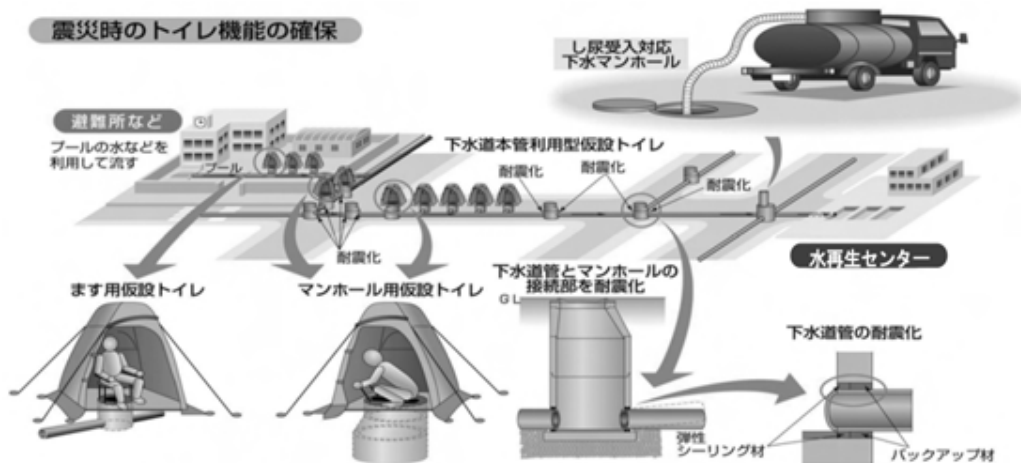 震災時のトイレ機能の確保
し尿受入対応
下水マンホール
避難所など
プールの水などを
利用して流す
プール
下水道本管利用型仮設トイレ
耐震化
耐震化
耐震化
耐震化
水再生センター
ます用仮設トイレ
マンホール用仮設トイレ
下水道管とマンホールの
接続部を耐震化
GL
下水道管の耐震化
弾性
シーリング材
バックアップ材